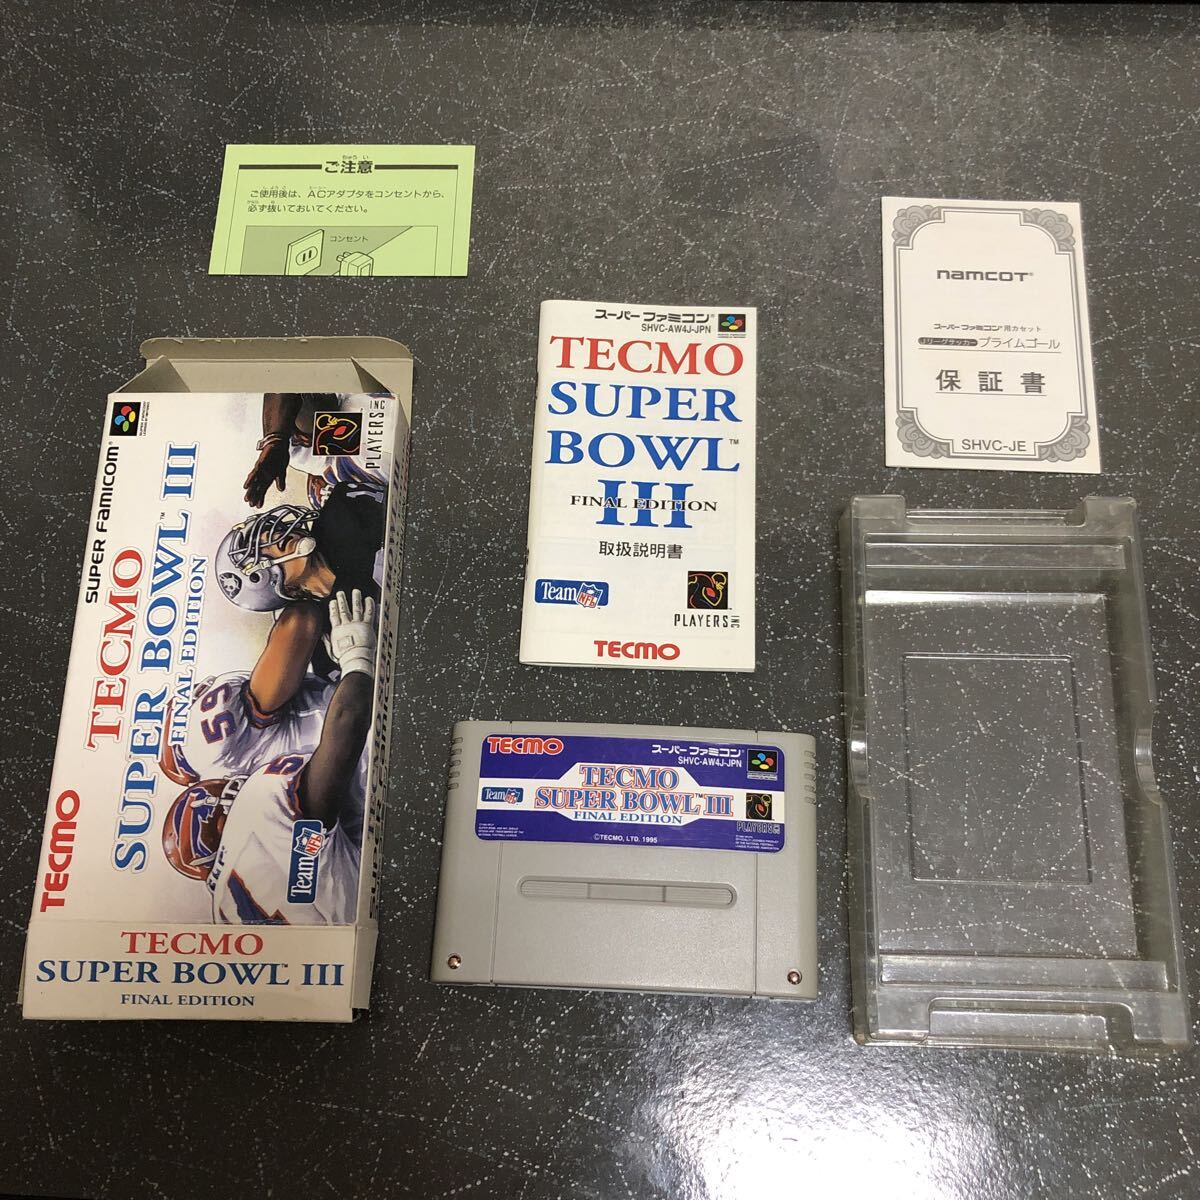 ご注意
ご使用後は、ACアダプタをコンセントから、
必ず抜いておいてください。
コンセント
namcoT®
スーパーファミコン用カセット
Jリーグサッカー プライムゴール
保証書
SHVC-JE
スーパーファミコン®
SHVC-AW4J-JPN
TECMO
SUPER
BOWL™
III
FINAL EDITION
取扱説明書
Team NFL
PLAYERS INC
TECMO
SUPER FAMICOM®
PLAYERS INC
TECMO
SUPER BOWL™ III
FINAL EDITION
59
5
TECMO
Team NFL
TECMO
SUPER BOWL™ III
FINAL EDITION
TECMO
スーパーファミコン®
SHVC-AW4J-JPN
Team NFL
TECMO
SUPER BOWL™ III
FINAL EDITION
PLAYERS INC
©TECMO, LTD. 1995